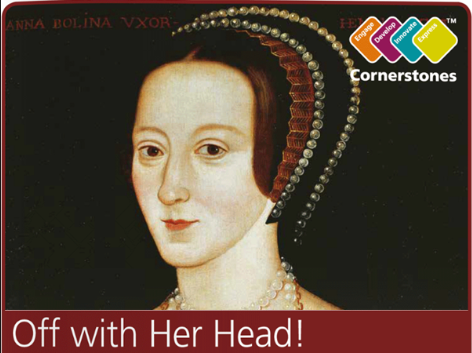 ANNA BOLINA VXOR·
Engage
Develop
Innovate
Express
TM
Cornerstones
Off with Her Head!